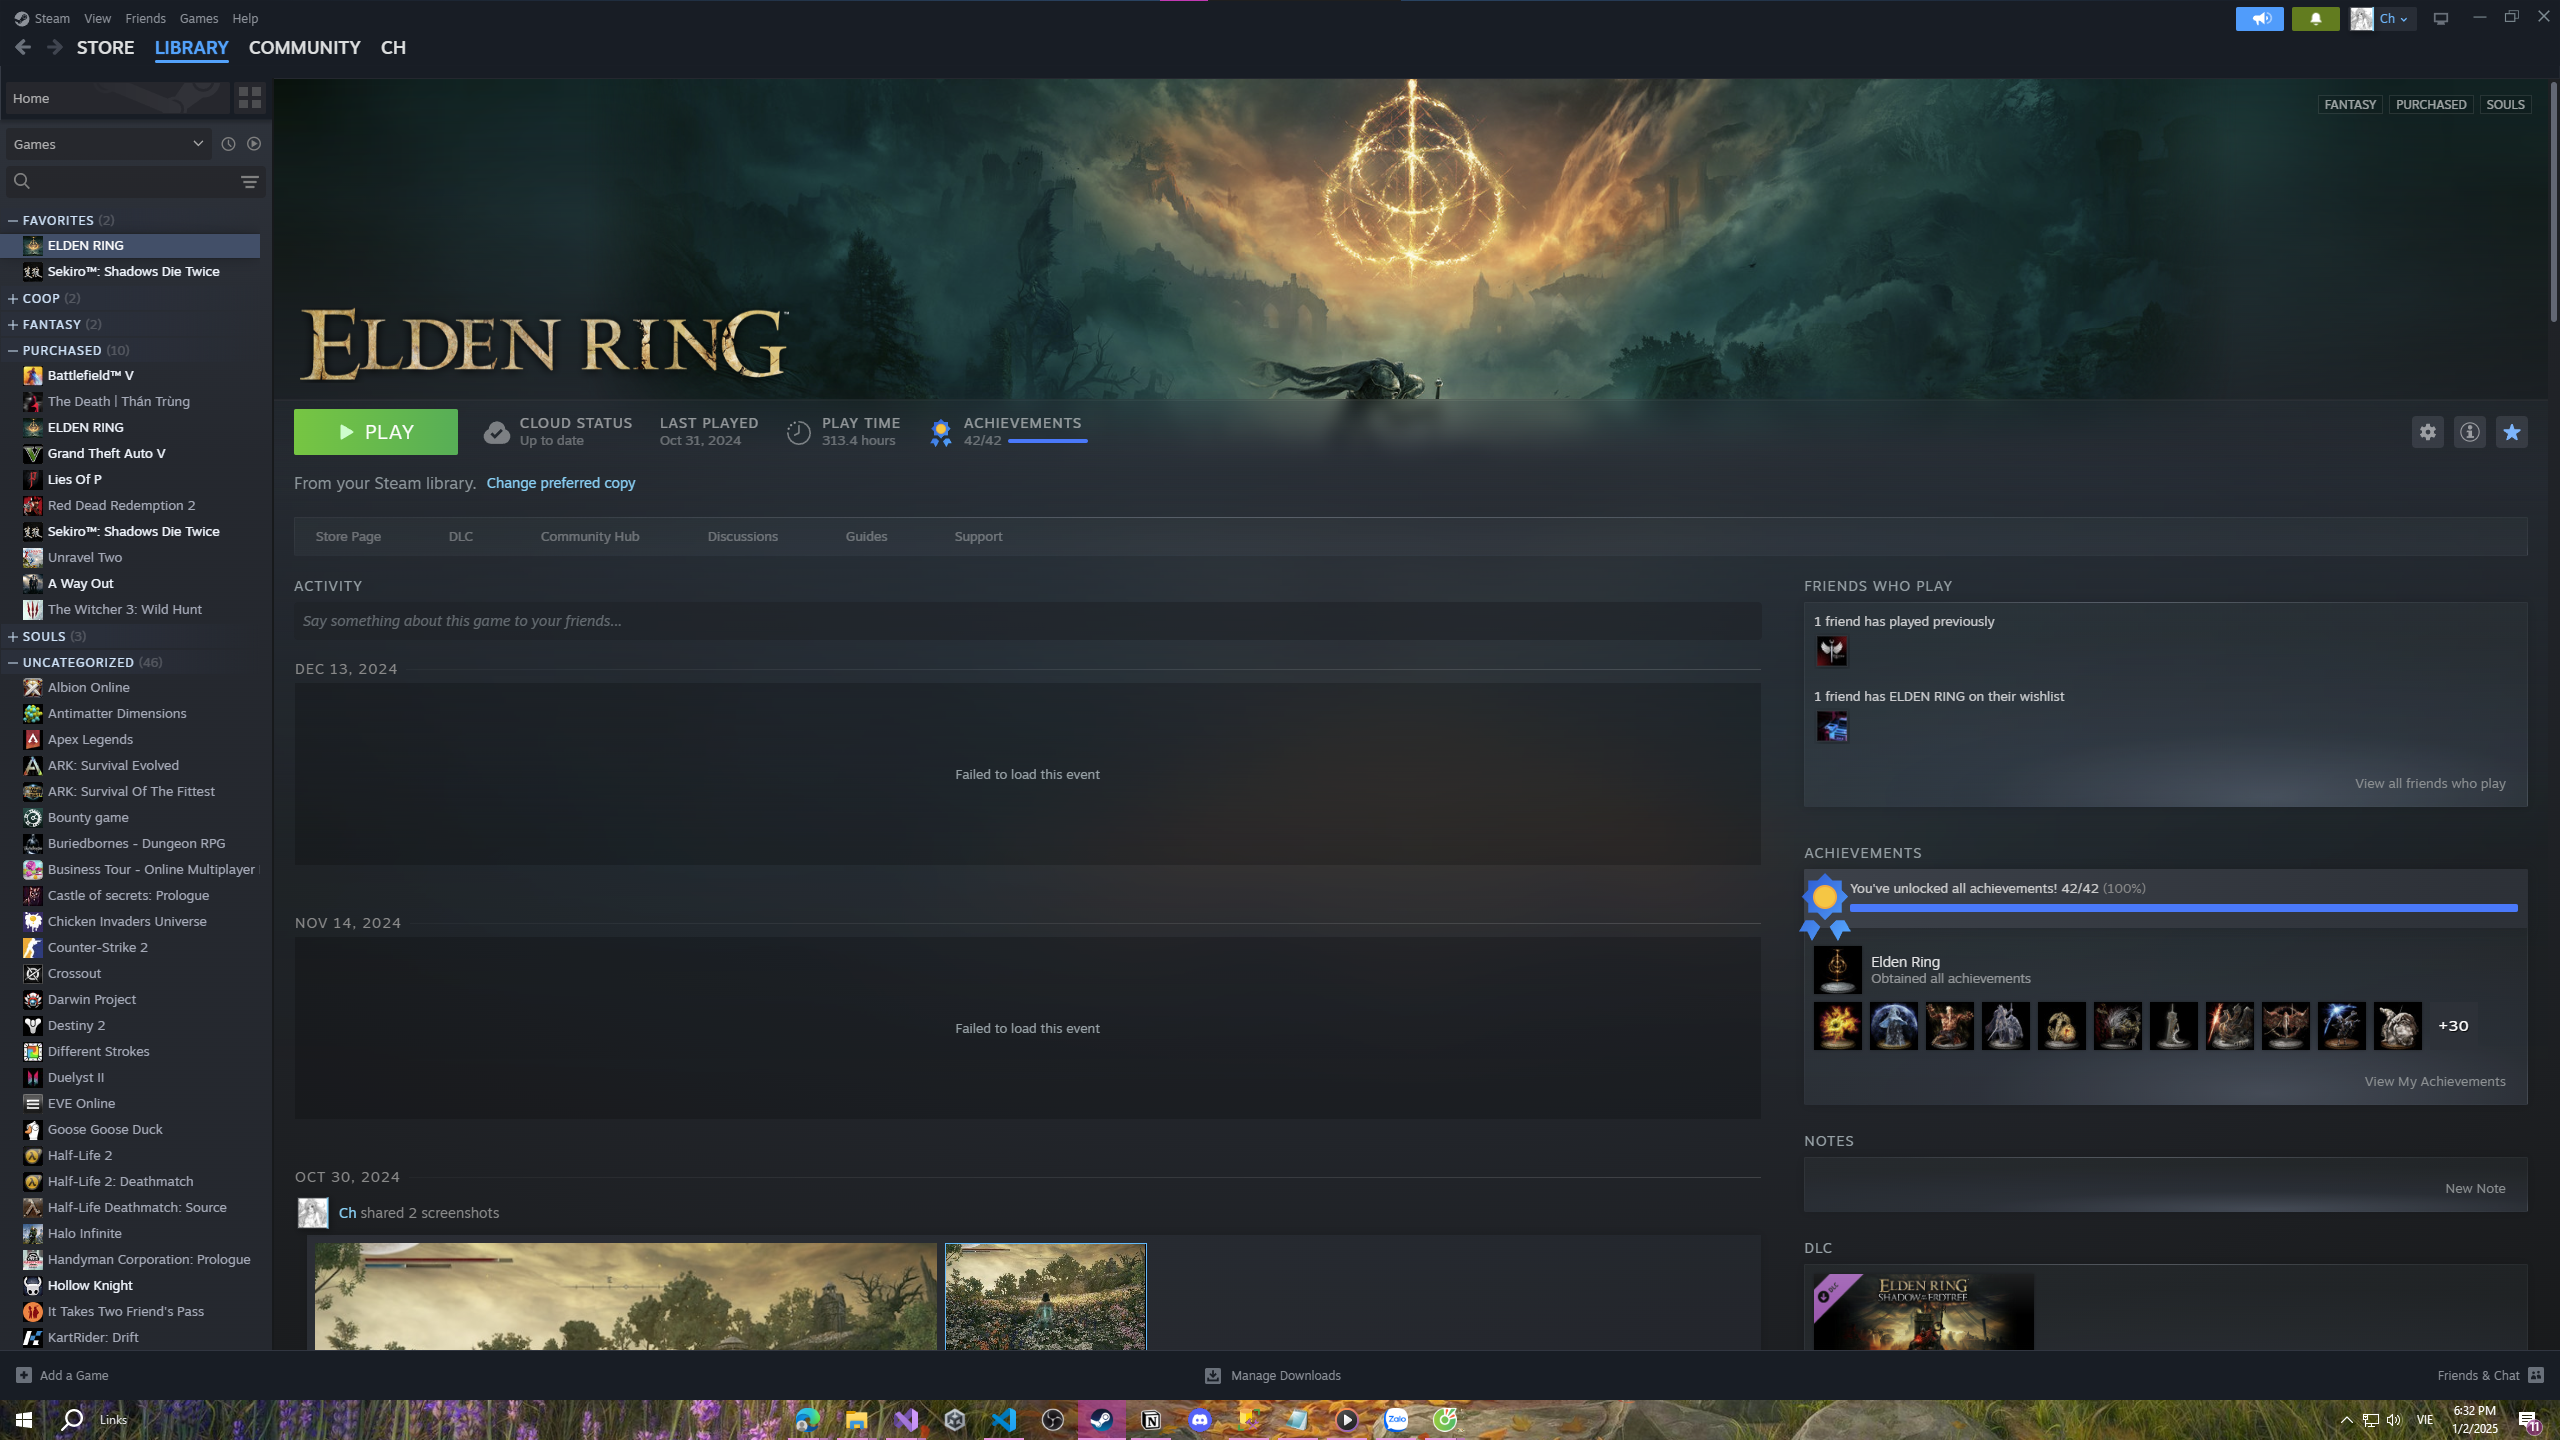 Steam View Friends Games Help
Ch
STORE LIBRARY COMMUNITY CH
Home
Games
FAVORITES (2)
ELDEN RING
Sekiro™: Shadows Die Twice
COOP (2)
FANTASY (2)
PURCHASED (10)
Battlefield™ V
The Death | Thần Trùng
ELDEN RING
Grand Theft Auto V
Lies Of P
Red Dead Redemption 2
Sekiro™: Shadows Die Twice
Unravel Two
A Way Out
The Witcher 3: Wild Hunt
SOULS (3)
UNCATEGORIZED (46)
Albion Online
Antimatter Dimensions
Apex Legends
ARK: Survival Evolved
ARK: Survival Of The Fittest
Bounty game
Buriedbornes - Dungeon RPG
Business Tour - Online Multiplayer
Castle of secrets: Prologue
Chicken Invaders Universe
Counter-Strike 2
Crossout
Darwin Project
Destiny 2
Different Strokes
Duelyst II
EVE Online
Goose Goose Duck
Half-Life 2
Half-Life 2: Deathmatch
Half-Life Deathmatch: Source
Halo Infinite
Handyman Corporation: Prologue
Hollow Knight
It Takes Two Friend's Pass
KartRider: Drift
FANTASY PURCHASED SOULS
ELDEN RING™
PLAY
CLOUD STATUS
Up to date
LAST PLAYED
Oct 31, 2024
PLAY TIME
313.4 hours
ACHIEVEMENTS
42/42
From your Steam library. Change preferred copy
Store Page DLC Community Hub Discussions Guides Support
ACTIVITY
Say something about this game to your friends...
DEC 13, 2024
Failed to load this event
NOV 14, 2024
Failed to load this event
OCT 30, 2024
Ch shared 2 screenshots
FRIENDS WHO PLAY
1 friend has played previously
1 friend has ELDEN RING on their wishlist
View all friends who play
ACHIEVEMENTS
You've unlocked all achievements! 42/42 (100%)
Elden Ring
Obtained all achievements
+30
View My Achievements
NOTES
New Note
DLC
DLC
ELDEN RING
SHADOW OF THE ERDTREE
Add a Game
Manage Downloads
Friends & Chat
Links
Zalo
VIE
6:32 PM
1/2/2025
11